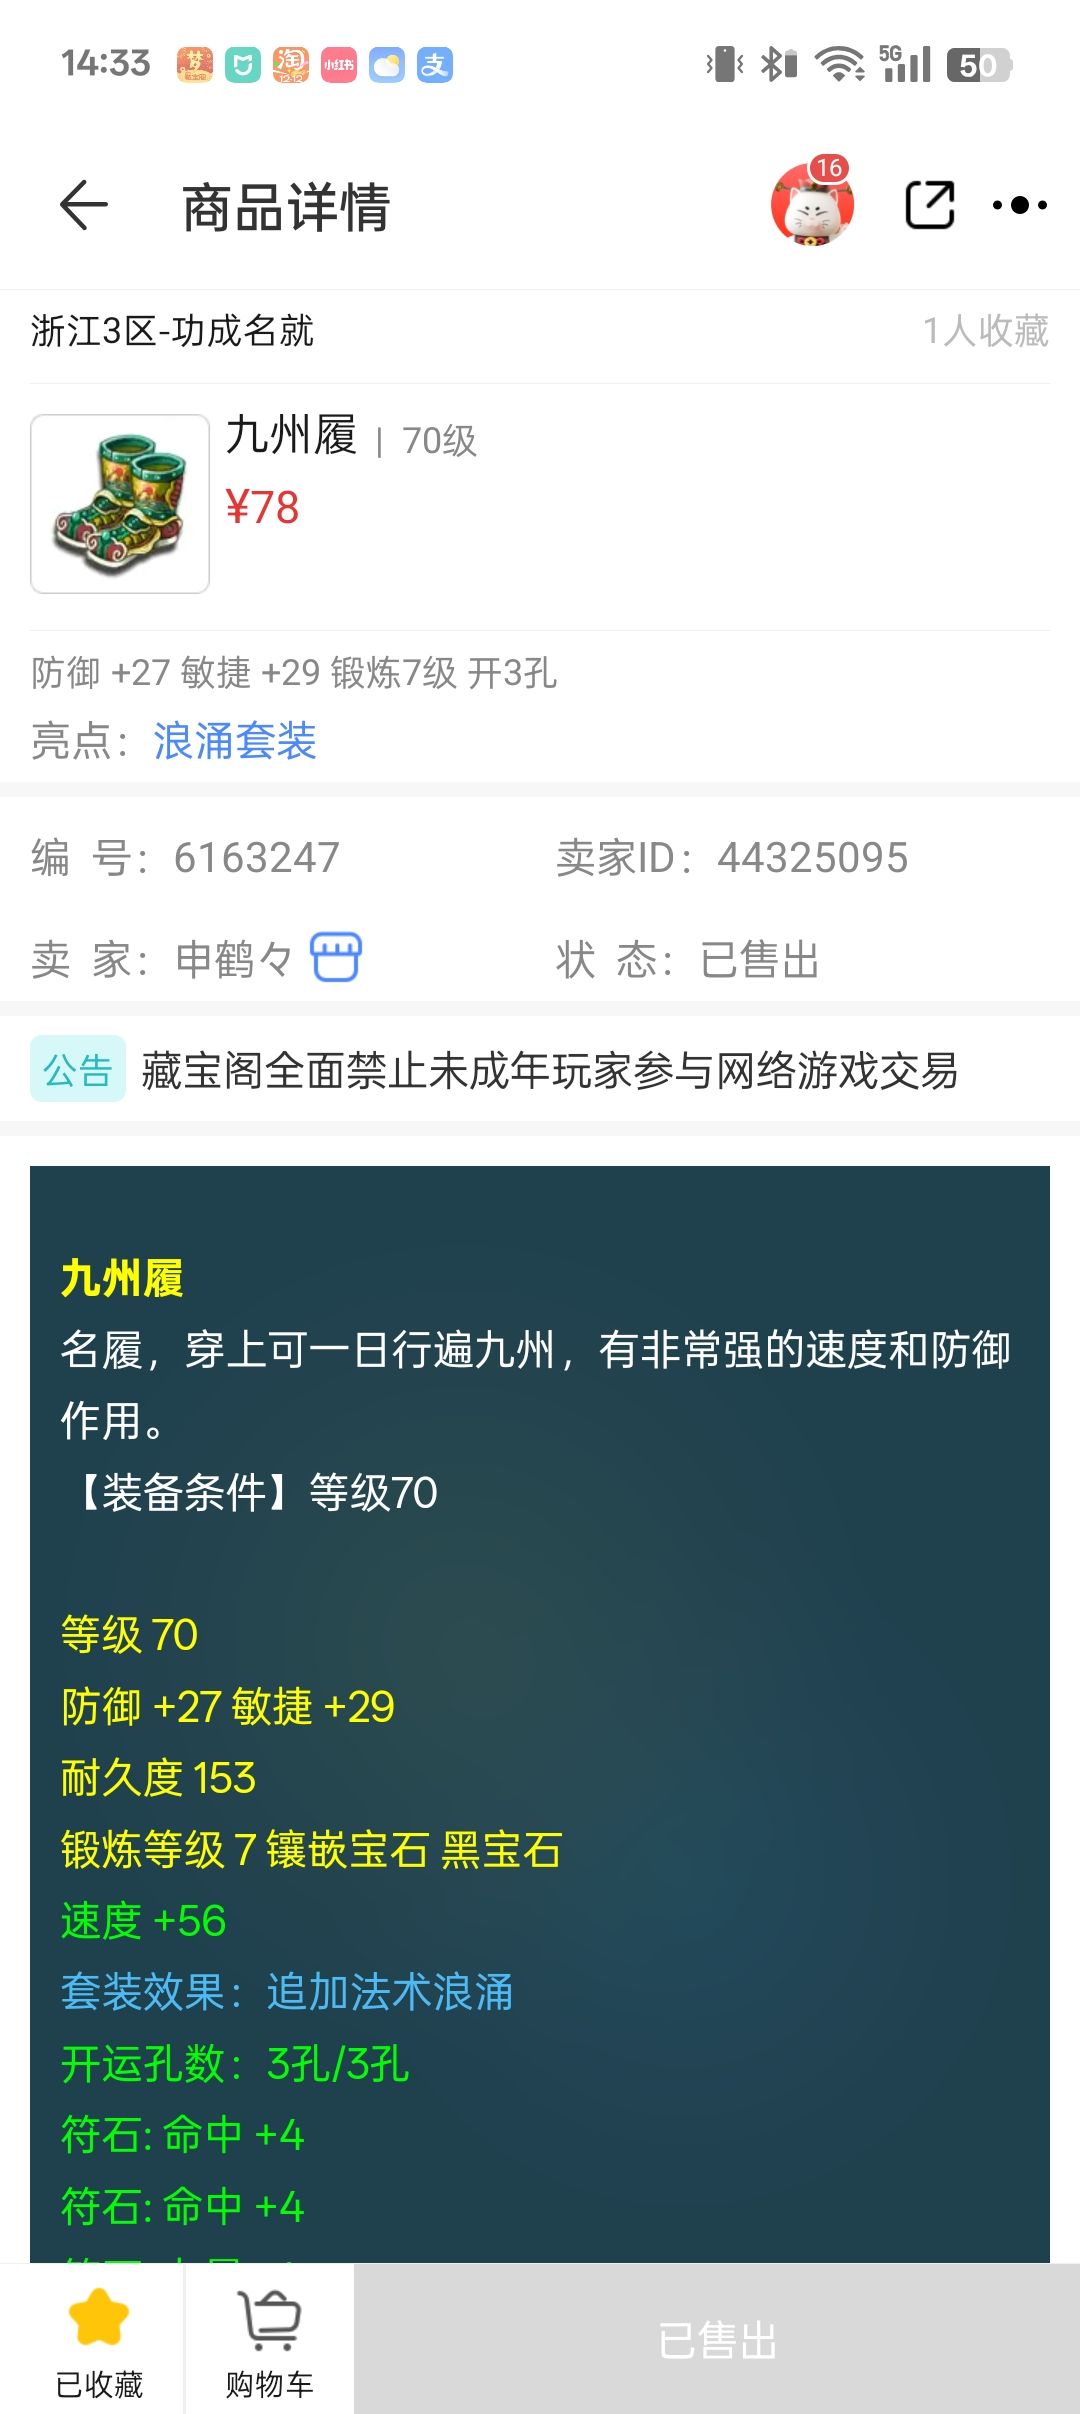 14:33
梦
淘
12.12
小红书
支
5G
50
商品详情
16
浙江3区-功成名就
1人收藏
九州履 | 70级
¥78
防御 +27 敏捷 +29 锻炼7级 开3孔
亮点：浪涌套装
编 号：6163247
卖家ID：44325095
卖 家：申鹤々
状 态：已售出
公告 藏宝阁全面禁止未成年玩家参与网络游戏交易
九州履
名履，穿上可一日行遍九州，有非常强的速度和防御
作用。
【装备条件】等级70
等级 70
防御 +27 敏捷 +29
耐久度 153
锻炼等级 7 镶嵌宝石 黑宝石
速度 +56
套装效果：追加法术浪涌
开运孔数：3孔/3孔
符石: 命中 +4
符石: 命中 +4
已收藏
购物车
已售出